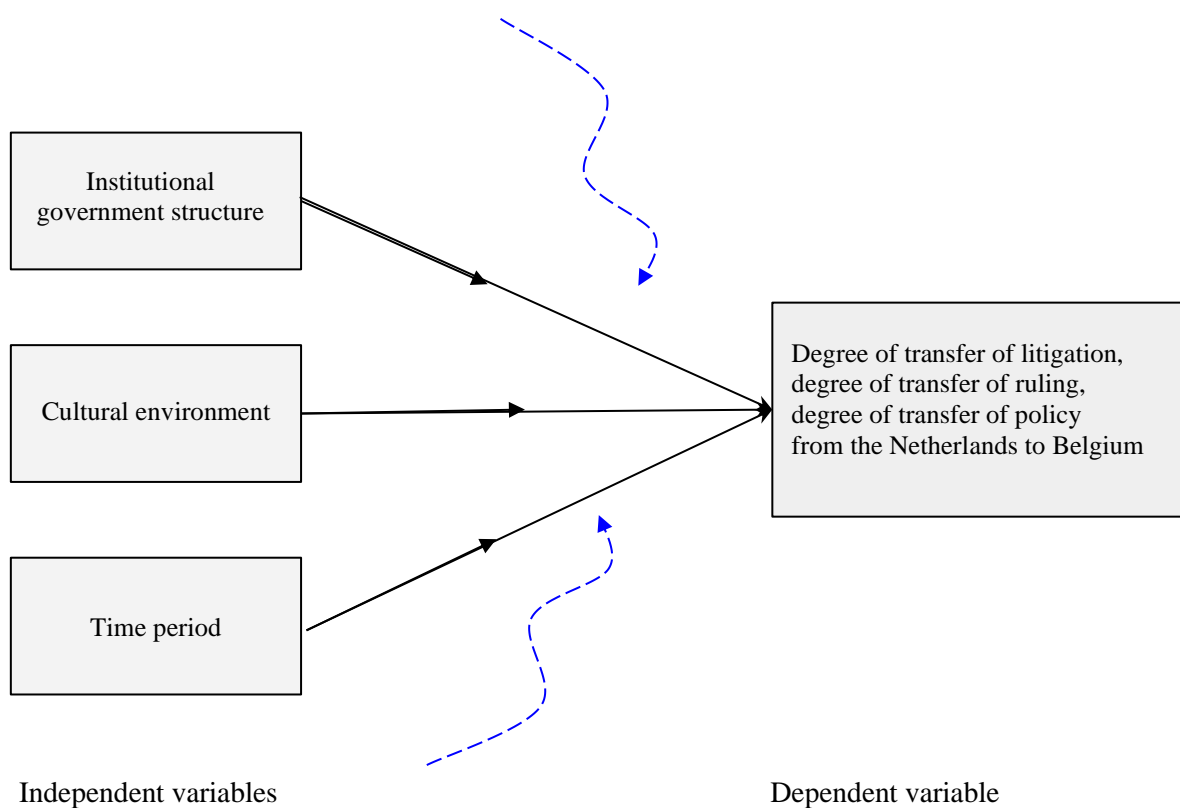 Institutional
government structure
Cultural environment
Time period
Degree of transfer of litigation,
degree of transfer of ruling,
degree of transfer of policy
from the Netherlands to Belgium
Independent variables
Dependent variable